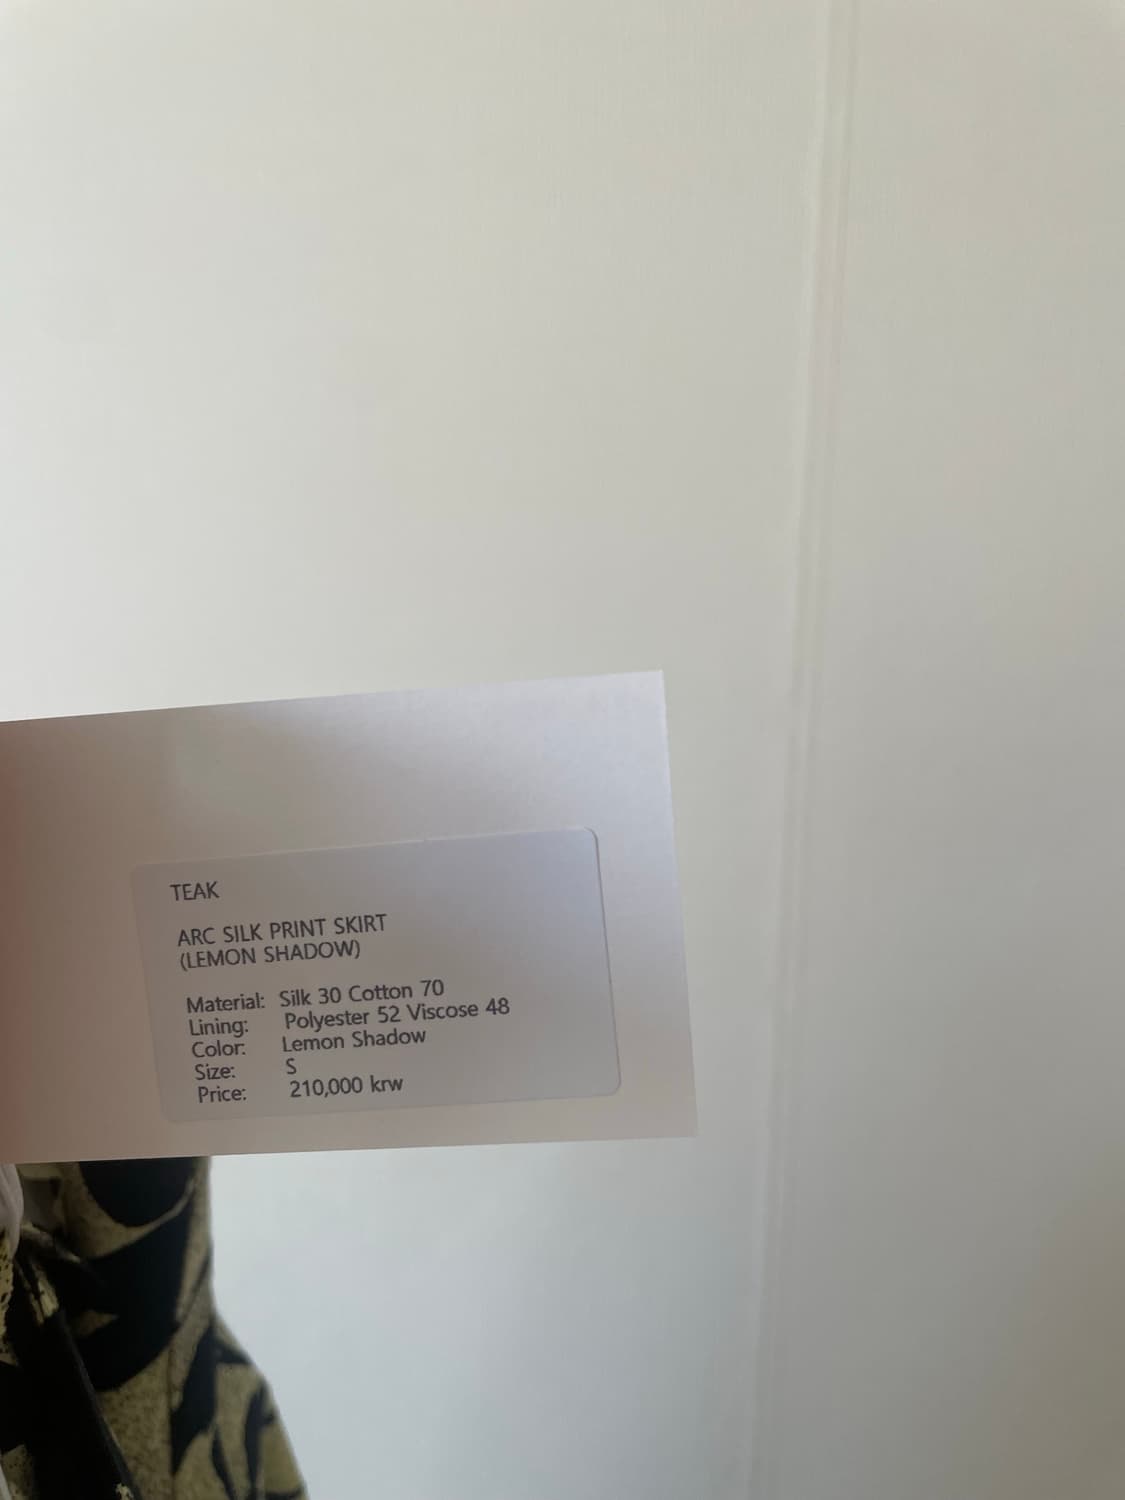 TEAK
ARC SILK PRINT SKIRT
(LEMON SHADOW)
Material: Silk 30 Cotton 70
Lining: Polyester 52 Viscose 48
Color: Lemon Shadow
Size: S
Price: 210,000 krw